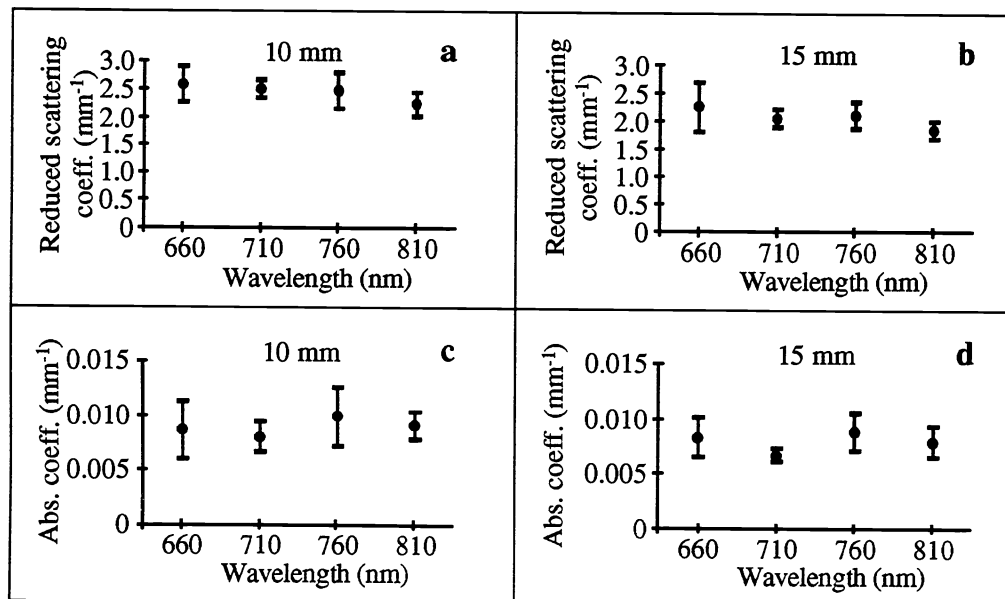 a
10 mm
Reduced scattering
coeff. (mm-1)
3.0
2.5
2.0
1.5
1.0
0.5
0
660 710 760 810
Wavelength (nm)
b
15 mm
Reduced scattering
coeff. (mm-1)
3.0
2.5
2.0
1.5
1.0
0.5
0
660 710 760 810
Wavelength (nm)
c
10 mm
Abs. coeff. (mm-1)
0.015
0.010
0.005
0
660 710 760 810
Wavelength (nm)
d
15 mm
Abs. coeff. (mm-1)
0.015
0.010
0.005
0
660 710 760 810
Wavelength (nm)